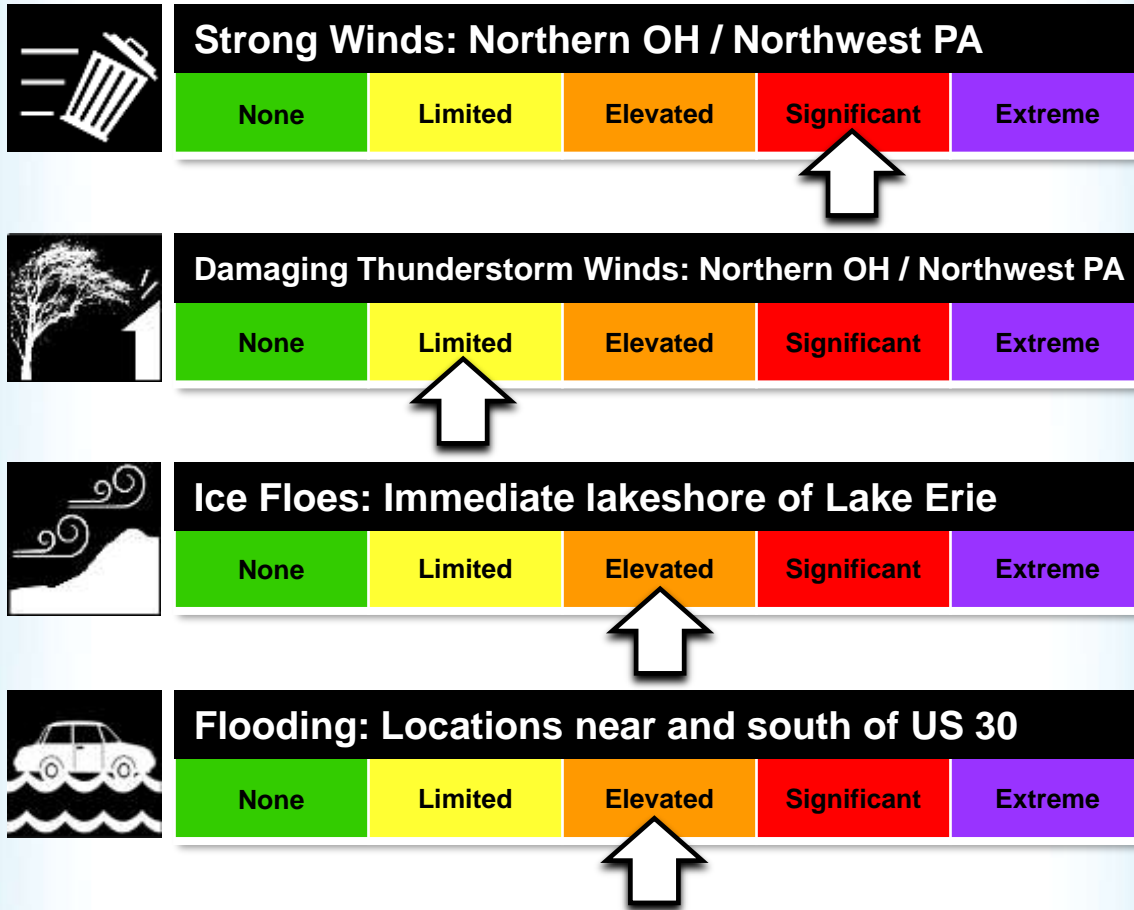 Strong Winds: Northern OH / Northwest PA
None Limited Elevated Significant Extreme
Damaging Thunderstorm Winds: Northern OH / Northwest PA
None Limited Elevated Significant Extreme
Ice Floes: Immediate lakeshore of Lake Erie
None Limited Elevated Significant Extreme
Flooding: Locations near and south of US 30
None Limited Elevated Significant Extreme